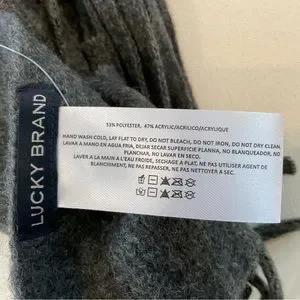 LUCKY BRAND
53% POLYESTER, 47% ACRYLIC/ACRILICO/ACRYLIQUE
HAND WASH COLD, LAY FLAT TO DRY, DO NOT BLEACH, DO NOT IRON, DO NOT DRY CLEAN.
LAVAR A MANO EN AGUA FRIA, DEJAR SECAR SUPERFICIE PLANNA, NO BLANQUEADOR, NO
PLANCHAR, NO LAVAR EN SECO.
LAVER A LA MAIN A L'EAU FROIDE, SECHAGE A PLAT, NE PAS UTILISER AGENT DE
BLANCHIMENT, NE PAS REPASSER, NE PAS NETTOYER A SEC.